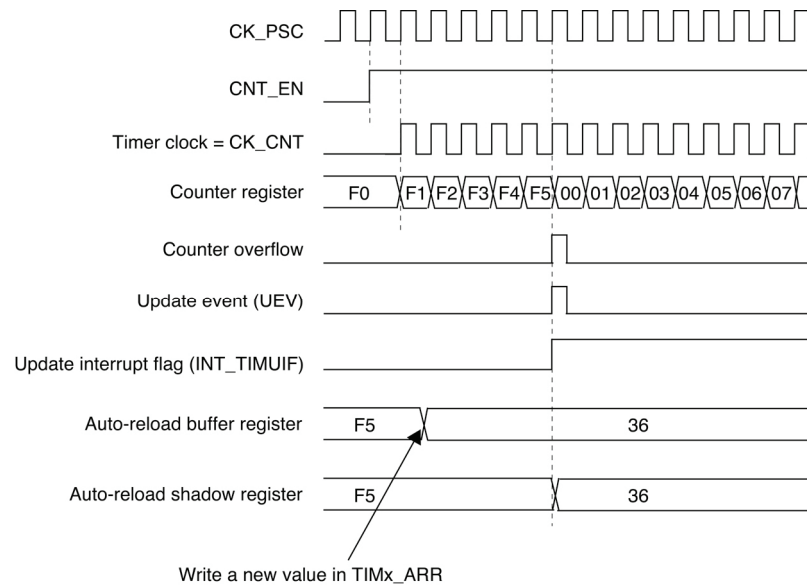 CK_PSC
CNT_EN
Timer clock = CK_CNT
Counter register F0 F1 F2 F3 F4 F5 00 01 02 03 04 05 06 07
Counter overflow
Update event (UEV)
Update interrupt flag (INT_TIMUIF)
Auto-reload buffer register F5 36
Auto-reload shadow register F5 36
Write a new value in TIMx_ARR